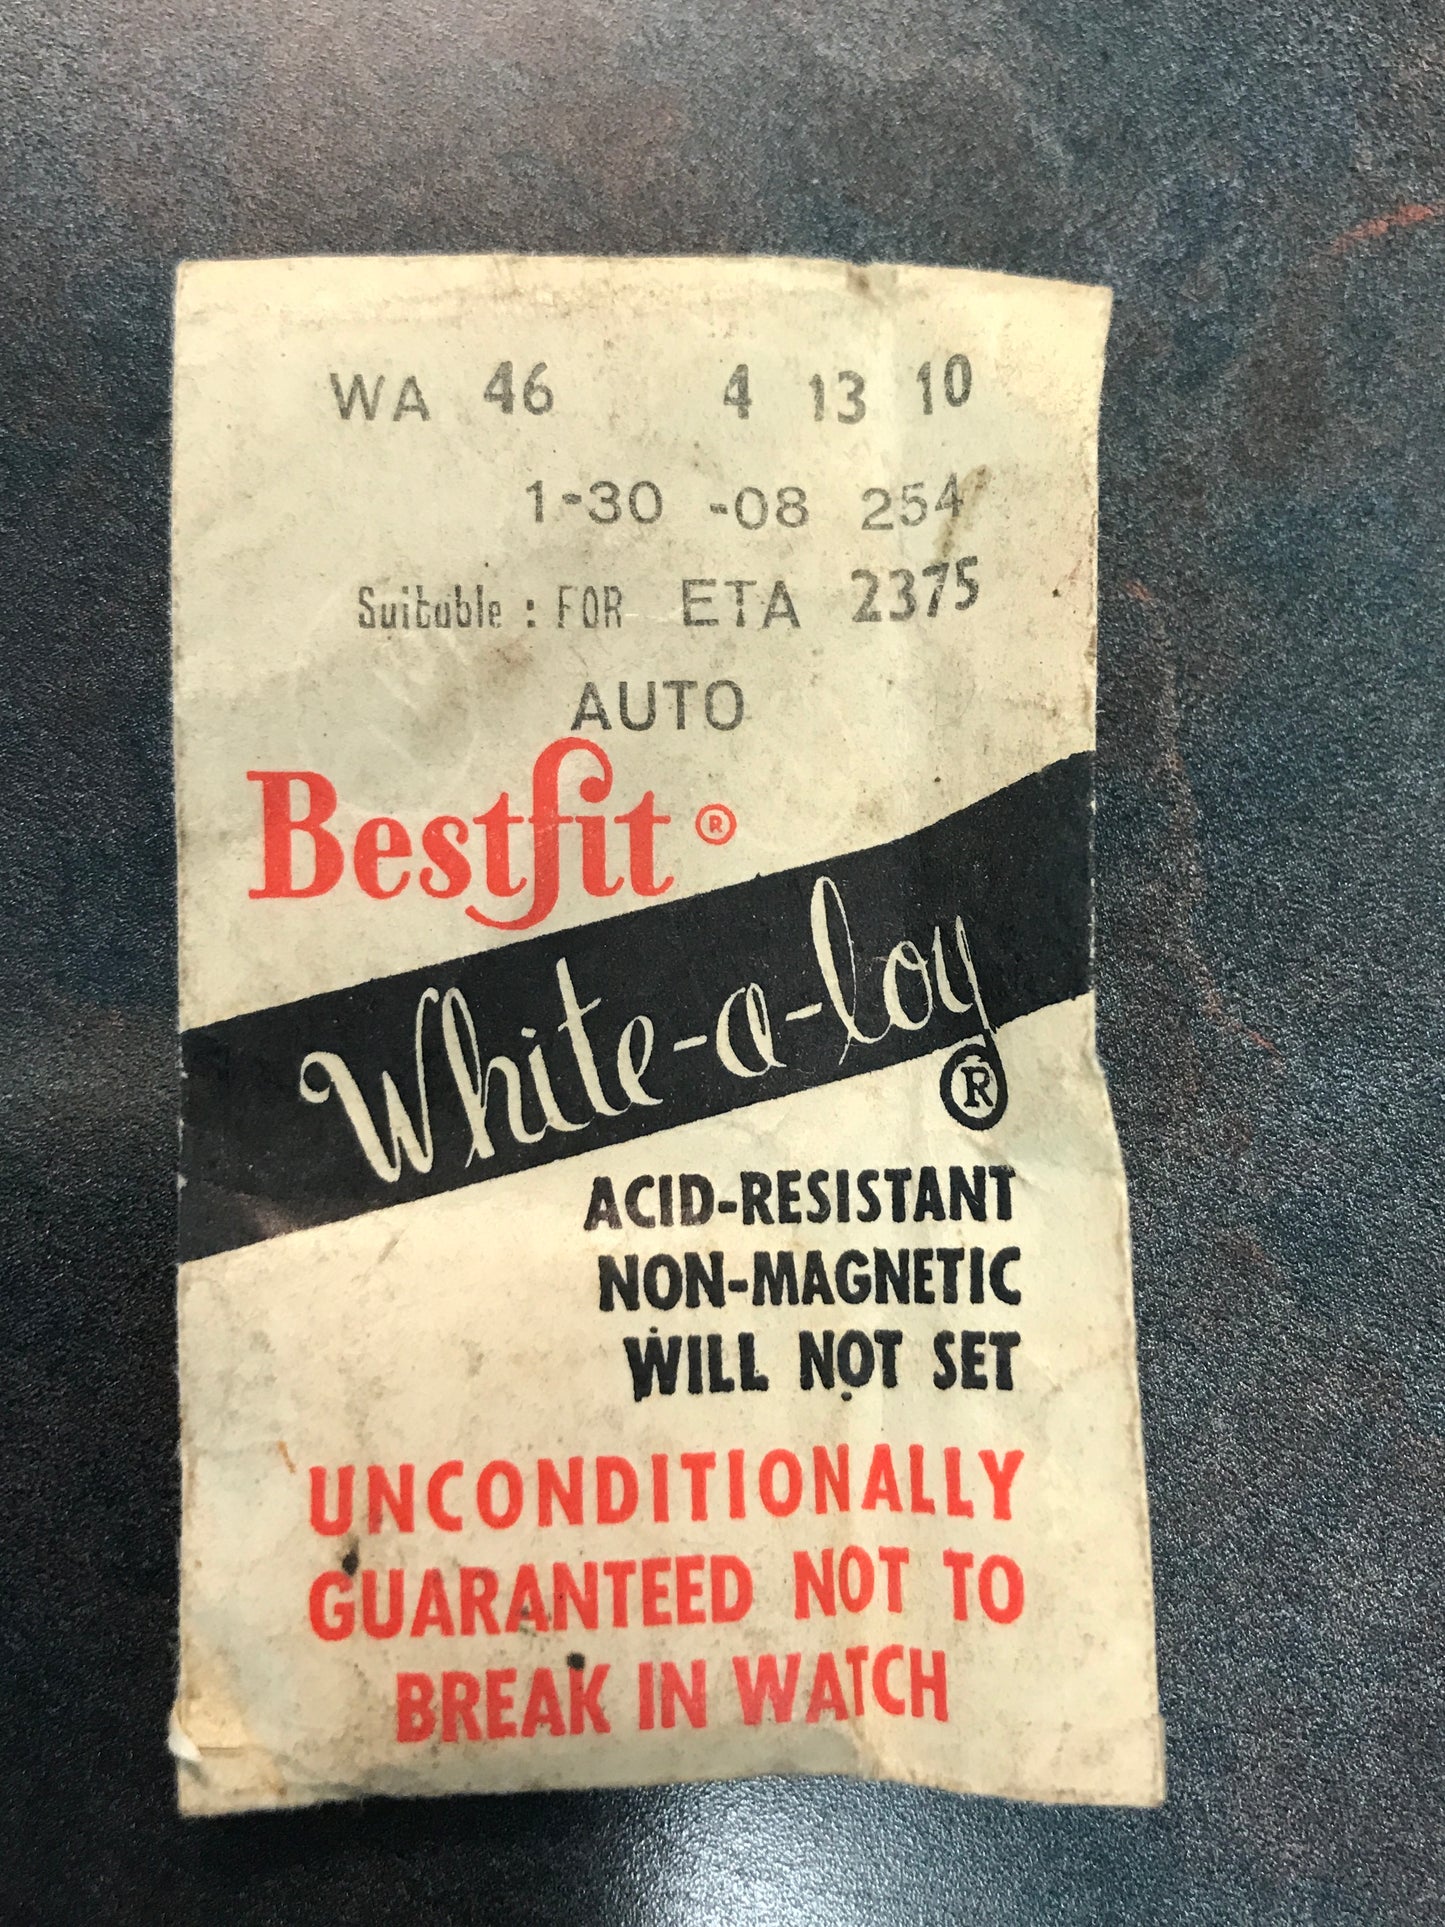 WA 46 4 13 10
1-30 -08 254
Suitable : FOR ETA 2375
AUTO
Bestfit ®
White-a-loy
®
ACID-RESISTANT
NON-MAGNETIC
WILL NOT SET
UNCONDITIONALLY
GUARANTEED NOT TO
BREAK IN WATCH